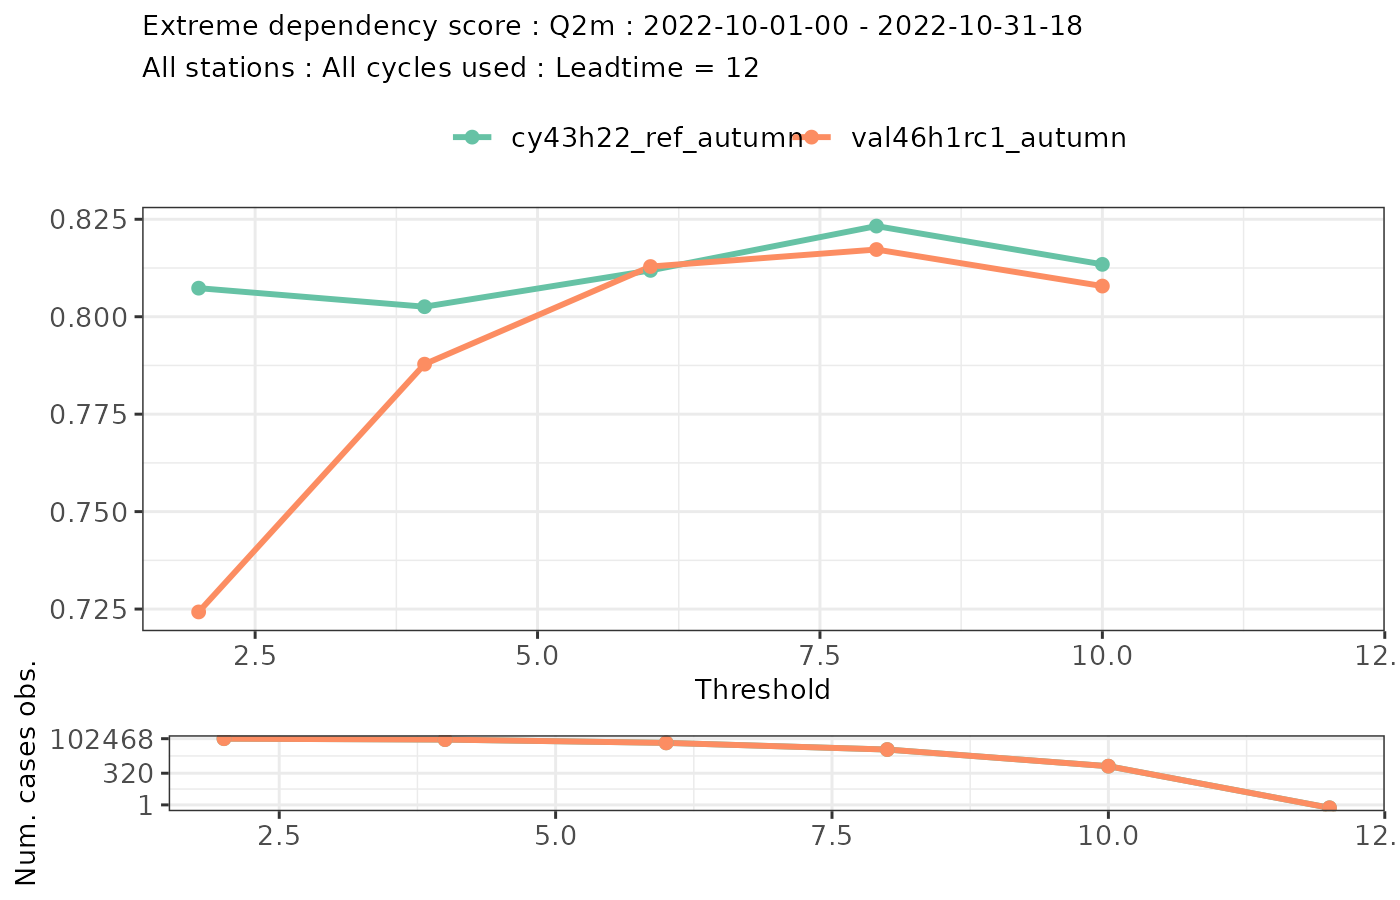 Extreme dependency score : Q2m : 2022-10-01-00 - 2022-10-31-18
All stations : All cycles used : Leadtime = 12
cy43h22_ref_autumn val46h1rc1_autumn
0.825
0.800
0.775
0.750
0.725
2.5 5.0 7.5 10.0 12.
Threshold
Num. cases obs.
102468
320
1
2.5 5.0 7.5 10.0 12.